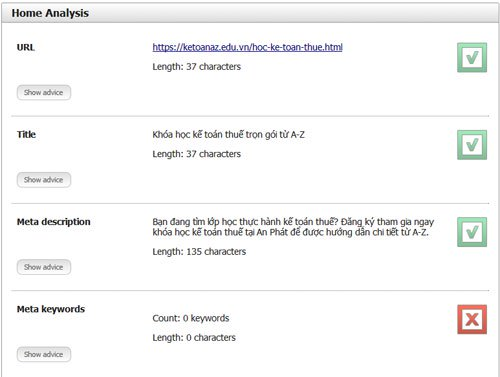 Home Analysis
URL
https://ketoanaz.edu.vn/hoc-ke-toan-thue.html
Length: 37 characters
Show advice
Title
Khóa học kế toán thuế trọn gói từ A-Z
Length: 37 characters
Show advice
Meta description
Bạn đang tìm lớp học thực hành kế toán thuế? Đăng ký tham gia ngay
khóa học kế toán thuế tại An Phát để được hướng dẫn chi tiết từ A-Z.
Length: 135 characters
Show advice
Meta keywords
Count: 0 keywords
Length: 0 characters
Show advice